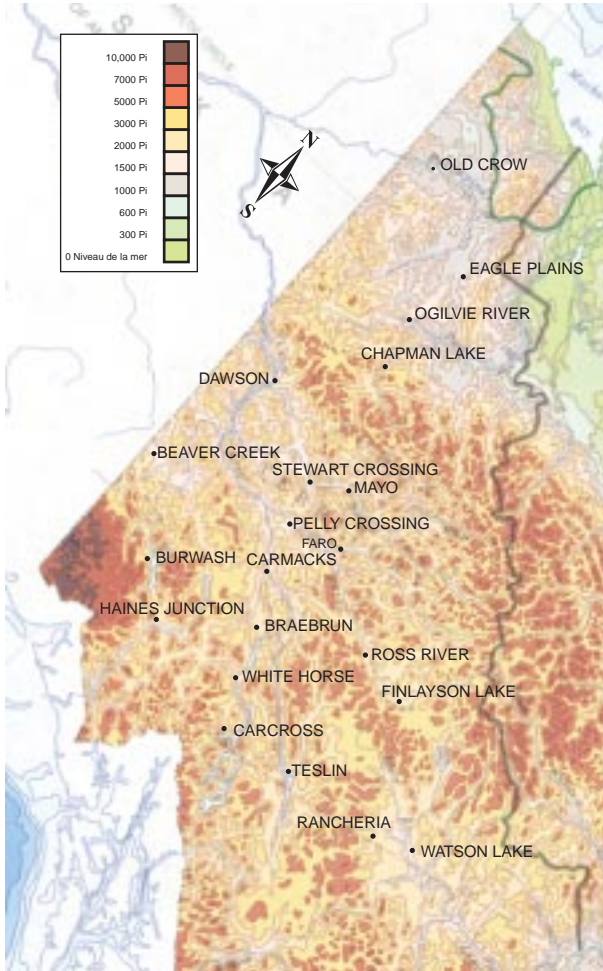 10,000 Pi
7000 Pi
5000 Pi
3000 Pi
2000 Pi
1500 Pi
1000 Pi
600 Pi
300 Pi
0 Niveau de la mer
N
S
OLD CROW
EAGLE PLAINS
OGILVIE RIVER
CHAPMAN LAKE
DAWSON
BEAVER CREEK
STEWART CROSSING
MAYO
PELLY CROSSING
FARO
BURWASH
CARMACKS
HAINES JUNCTION
BRAEBRUN
ROSS RIVER
WHITE HORSE
FINLAYSON LAKE
CARCROSS
TESLIN
RANCHERIA
WATSON LAKE